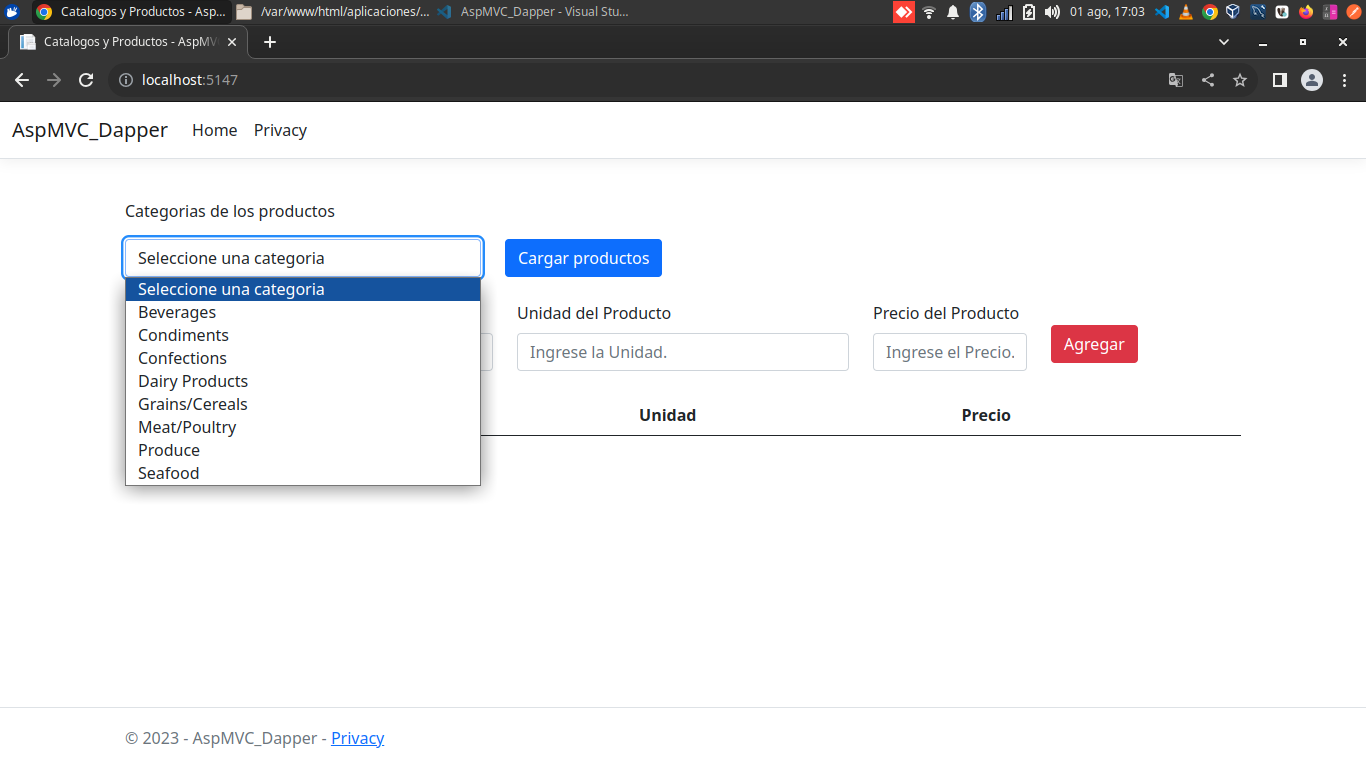 Catalogos y Productos - Asp...
/var/www/html/aplicaciones/...
AspMVC_Dapper - Visual Stu...
01 ago, 17:03
Catalogos y Productos - AspMV
localhost:5147
AspMVC_Dapper
Home
Privacy
Categorias de los productos
Seleccione una categoria
Cargar productos
Seleccione una categoria
Beverages
Condiments
Confections
Dairy Products
Grains/Cereals
Meat/Poultry
Produce
Seafood
Unidad del Producto
Precio del Producto
Ingrese la Unidad.
Ingrese el Precio.
Agregar
Unidad
Precio
© 2023 - AspMVC_Dapper - Privacy